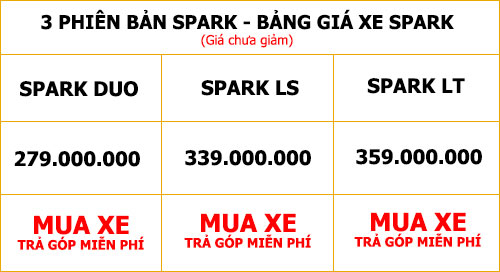 3 PHIÊN BẢN SPARK - BẢNG GIÁ XE SPARK
(Giá chưa giảm)
SPARK DUO SPARK LS SPARK LT
279.000.000 339.000.000 359.000.000
MUA XE MUA XE MUA XE
TRẢ GÓP MIỄN PHÍ TRẢ GÓP MIỄN PHÍ TRẢ GÓP MIỄN PHÍ